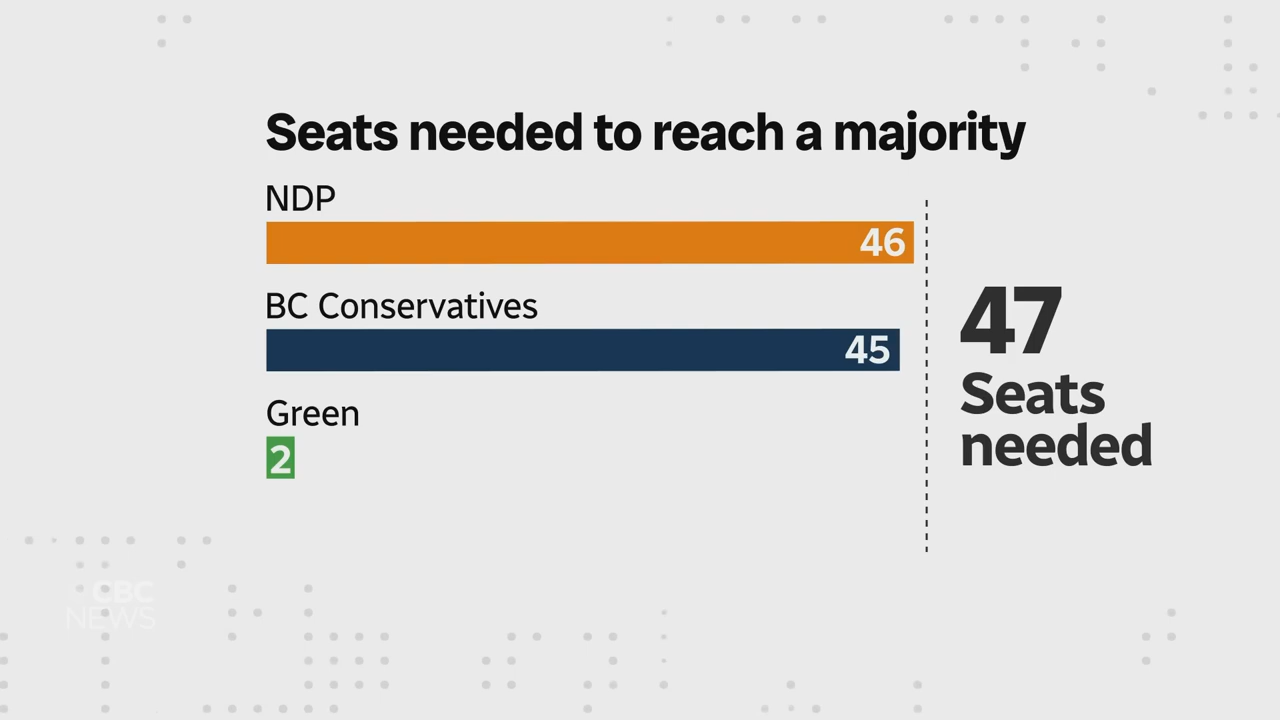 Seats needed to reach a majority
NDP
46
BC Conservatives
45
Green
2
47
Seats
needed
CBC
NEWS